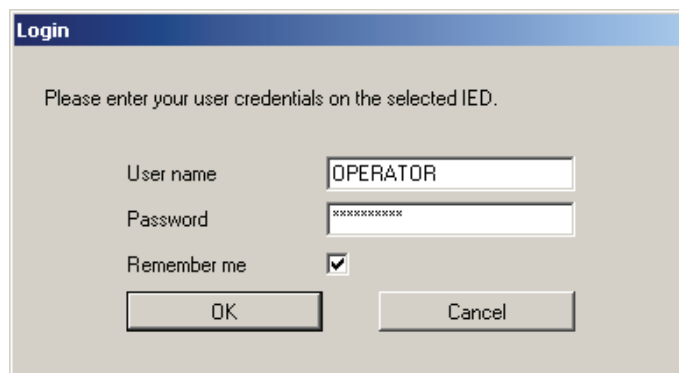 Login
Please enter your user credentials on the selected IED.
User name OPERATOR
Password **********
Remember me
OK Cancel